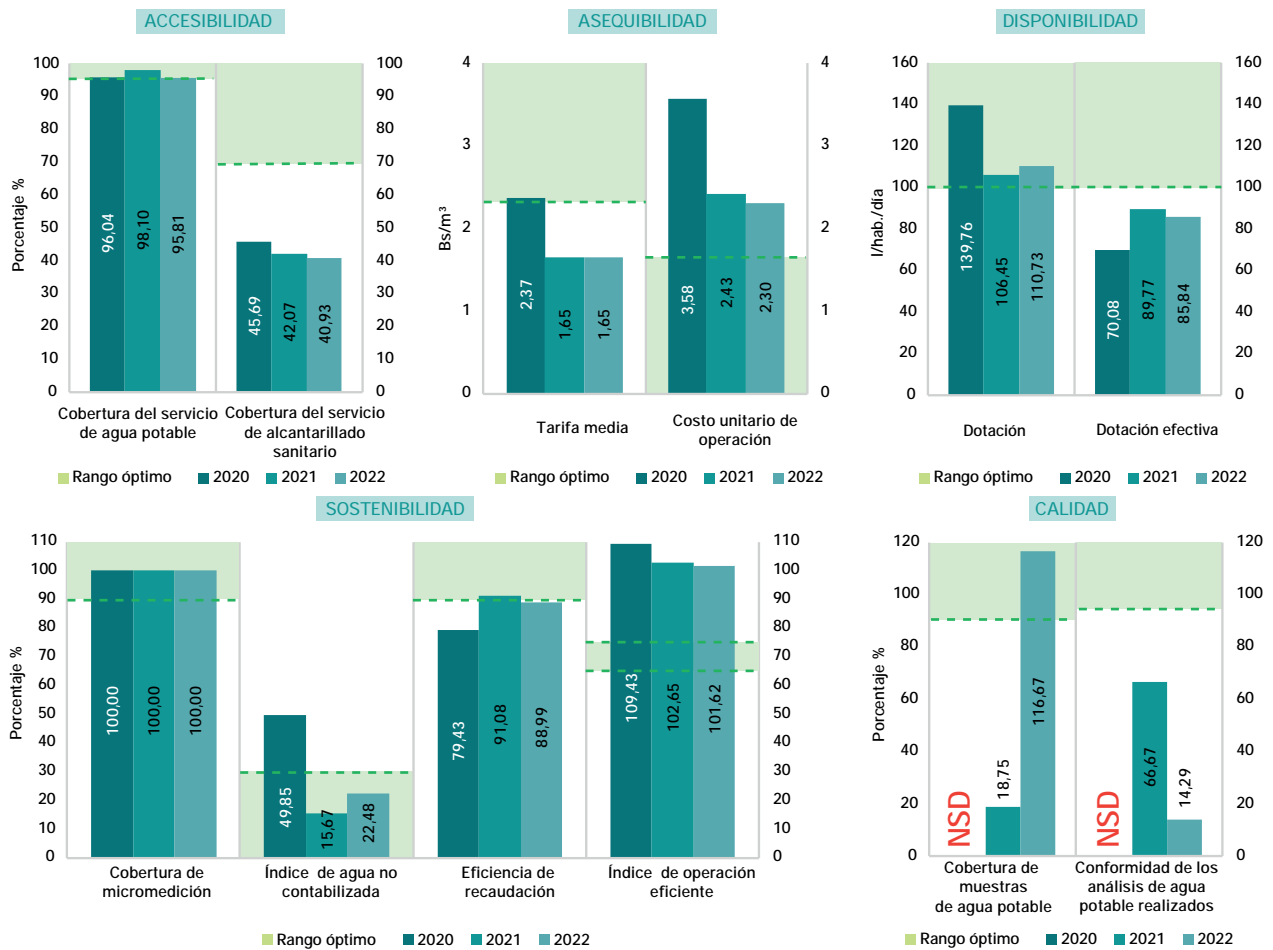 ACCESIBILIDAD
100
90
80
70
60
50
40
30
20
10
0
Porcentaje %
96,04
98,10
95,81
45,69
42,07
40,93
100
90
80
70
60
50
40
30
20
10
0
Cobertura del servicio
de agua potable
Cobertura del servicio
de alcantarillado
sanitario
Rango óptimo 2020 2021 2022
ASEQUIBILIDAD
4
3
2
1
0
Bs/m³
2,37
1,65
1,65
3,58
2,43
2,30
4
3
2
1
0
Tarifa media
Costo unitario de
operación
Rango óptimo 2020 2021 2022
DISPONIBILIDAD
160
140
120
100
80
60
40
20
0
l/hab./día
139,76
106,45
110,73
70,08
89,77
85,84
160
140
120
100
80
60
40
20
0
Dotación
Dotación efectiva
Rango óptimo 2020 2021 2022
SOSTENIBILIDAD
110
100
90
80
70
60
50
40
30
20
10
0
Porcentaje %
100,00
100,00
100,00
49,85
15,67
22,48
79,43
91,08
88,99
109,43
102,65
101,62
110
100
90
80
70
60
50
40
30
20
10
0
Cobertura de
micromedición
Índice de agua no
contabilizada
Eficiencia de
recaudación
Índice de operación
eficiente
Rango óptimo 2020 2021 2022
CALIDAD
120
100
80
60
40
20
0
Porcentaje %
NSD
18,75
116,67
NSD
66,67
14,29
120
100
80
60
40
20
0
Cobertura de
muestras
de agua potable
Conformidad de los
análisis de agua
potable realizados
Rango óptimo 2020 2021 2022